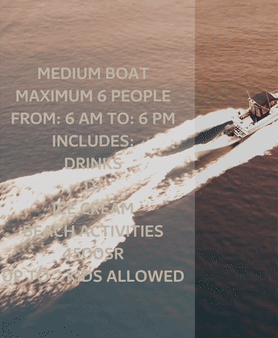 MEDIUM BOAT
MAXIMUM 6 PEOPLE
FROM: 6 AM TO: 6 PM
INCLUDES:
DRINKS
ICE CREAM
BEACH ACTIVITIES
SR
KIDS ALLOWED